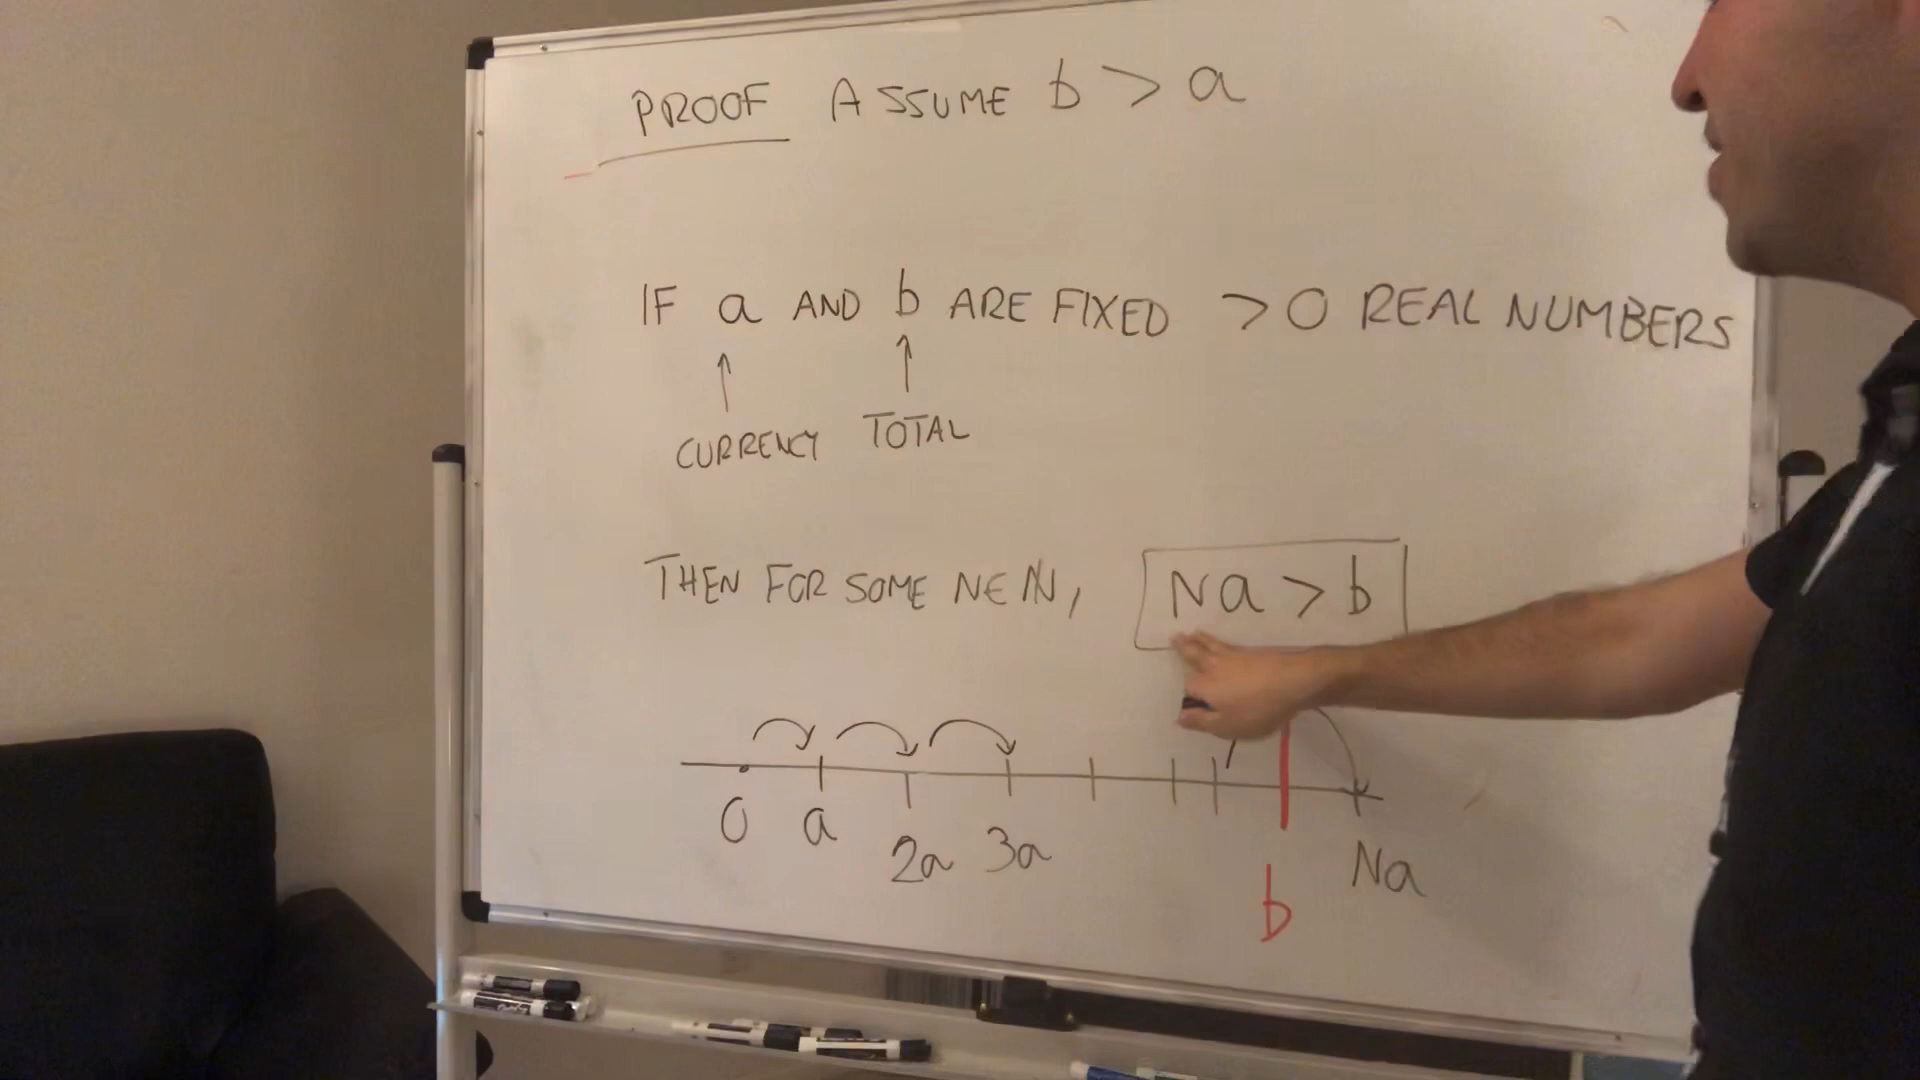 PROOF ASSUME b > a
IF a AND b ARE FIXED > 0 REAL NUMBERS
↑ ↑
CURRENCY TOTAL
THEN FOR SOME N ∈ ℕ, Na > b
0 a 2a 3a b Na